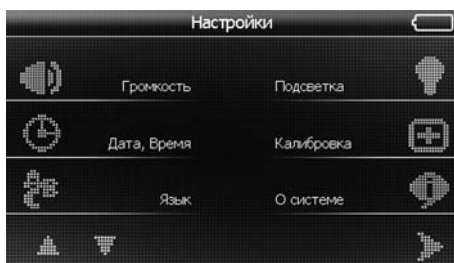 Настройки
Громкость
Подсветка
Дата, Время
Калибровка
Язык
О системе